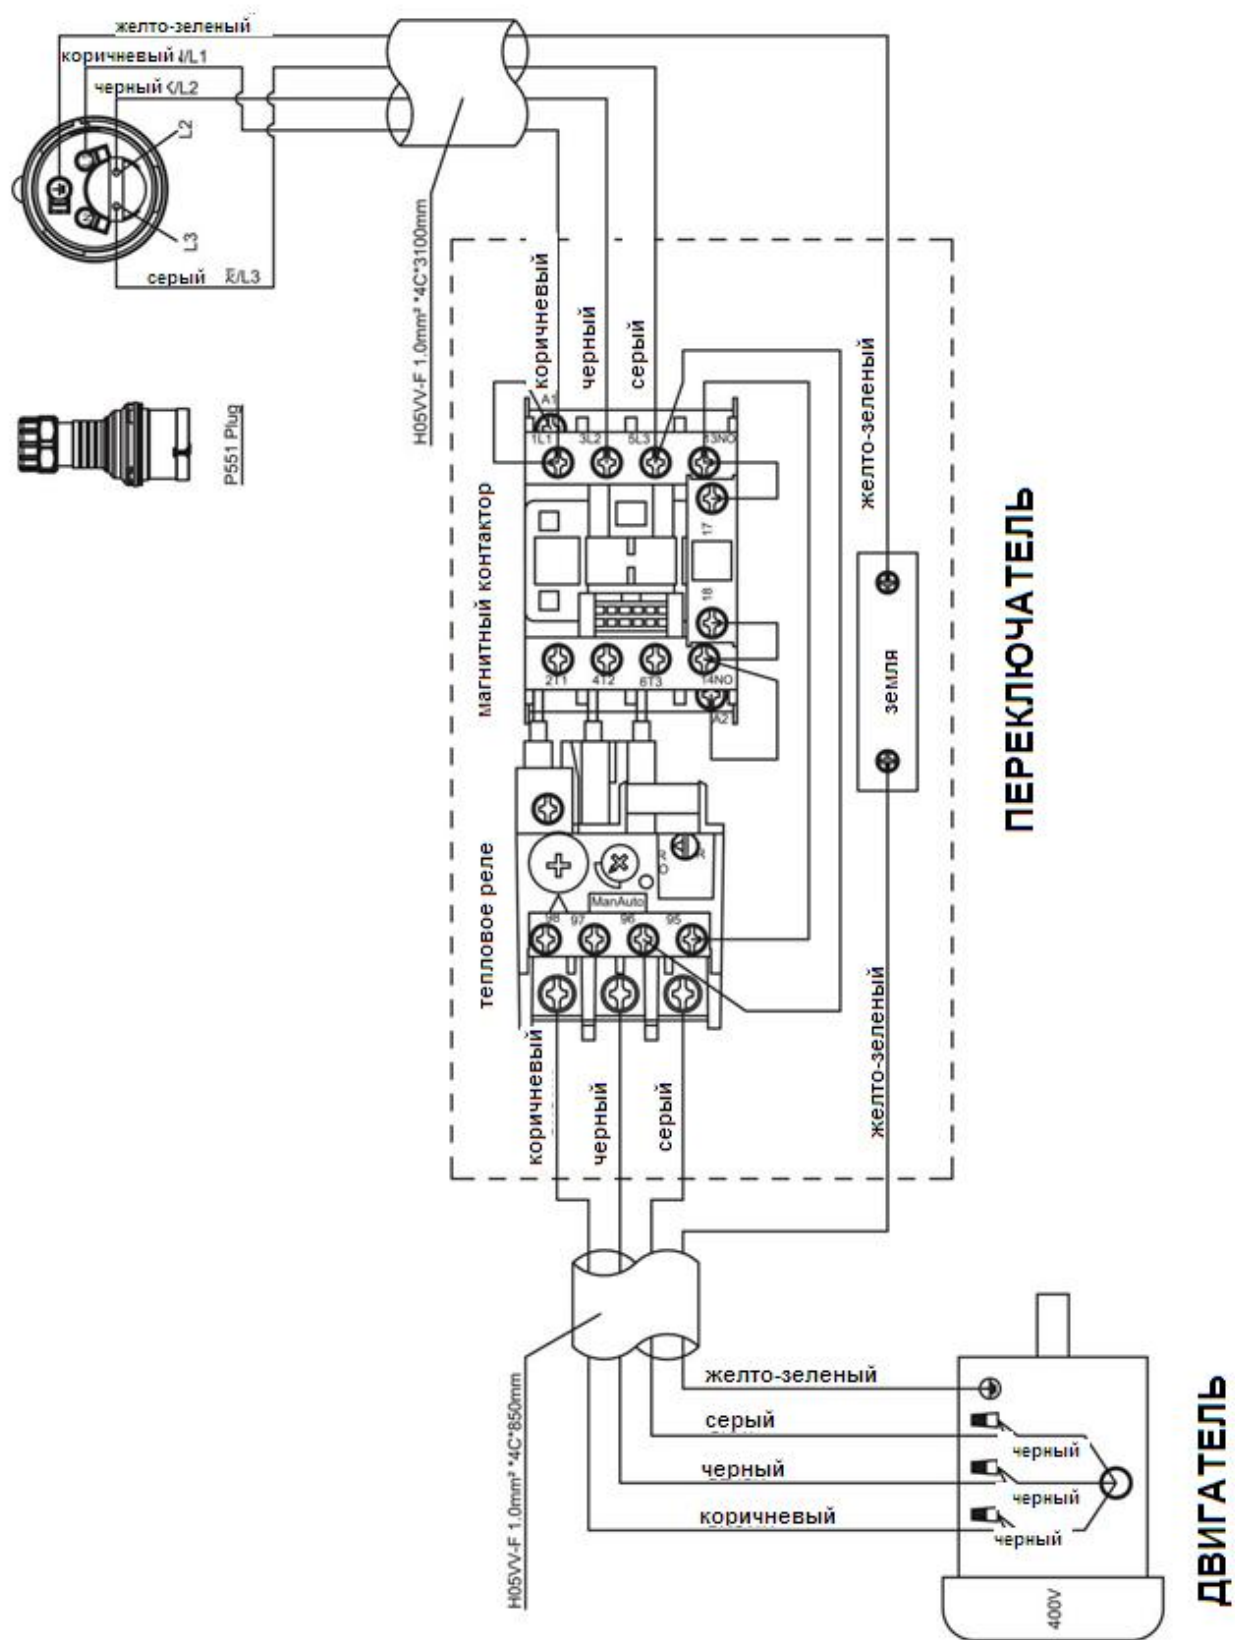 желто-зеленый
коричневый /L1
черный /L2
L2
L3
серый /L3
P551 Plug
H05VV-F 1.0mm² *4C*3100mm
коричневый
черный
серый
желто-зеленый
A1
1L1
3L2
5L3
13NO
17
18
2T1
4T2
6T3
14NO
A2
магнитный контактор
земля
ПЕРЕКЛЮЧАТЕЛЬ
тепловое реле
ManAuto
98
97
96
95
коричневый
черный
серый
желто-зеленый
H05VV-F 1.0mm² *4C*850mm
желто-зеленый
серый
черный
черный
черный
коричневый
черный
400V
ДВИГАТЕЛЬ